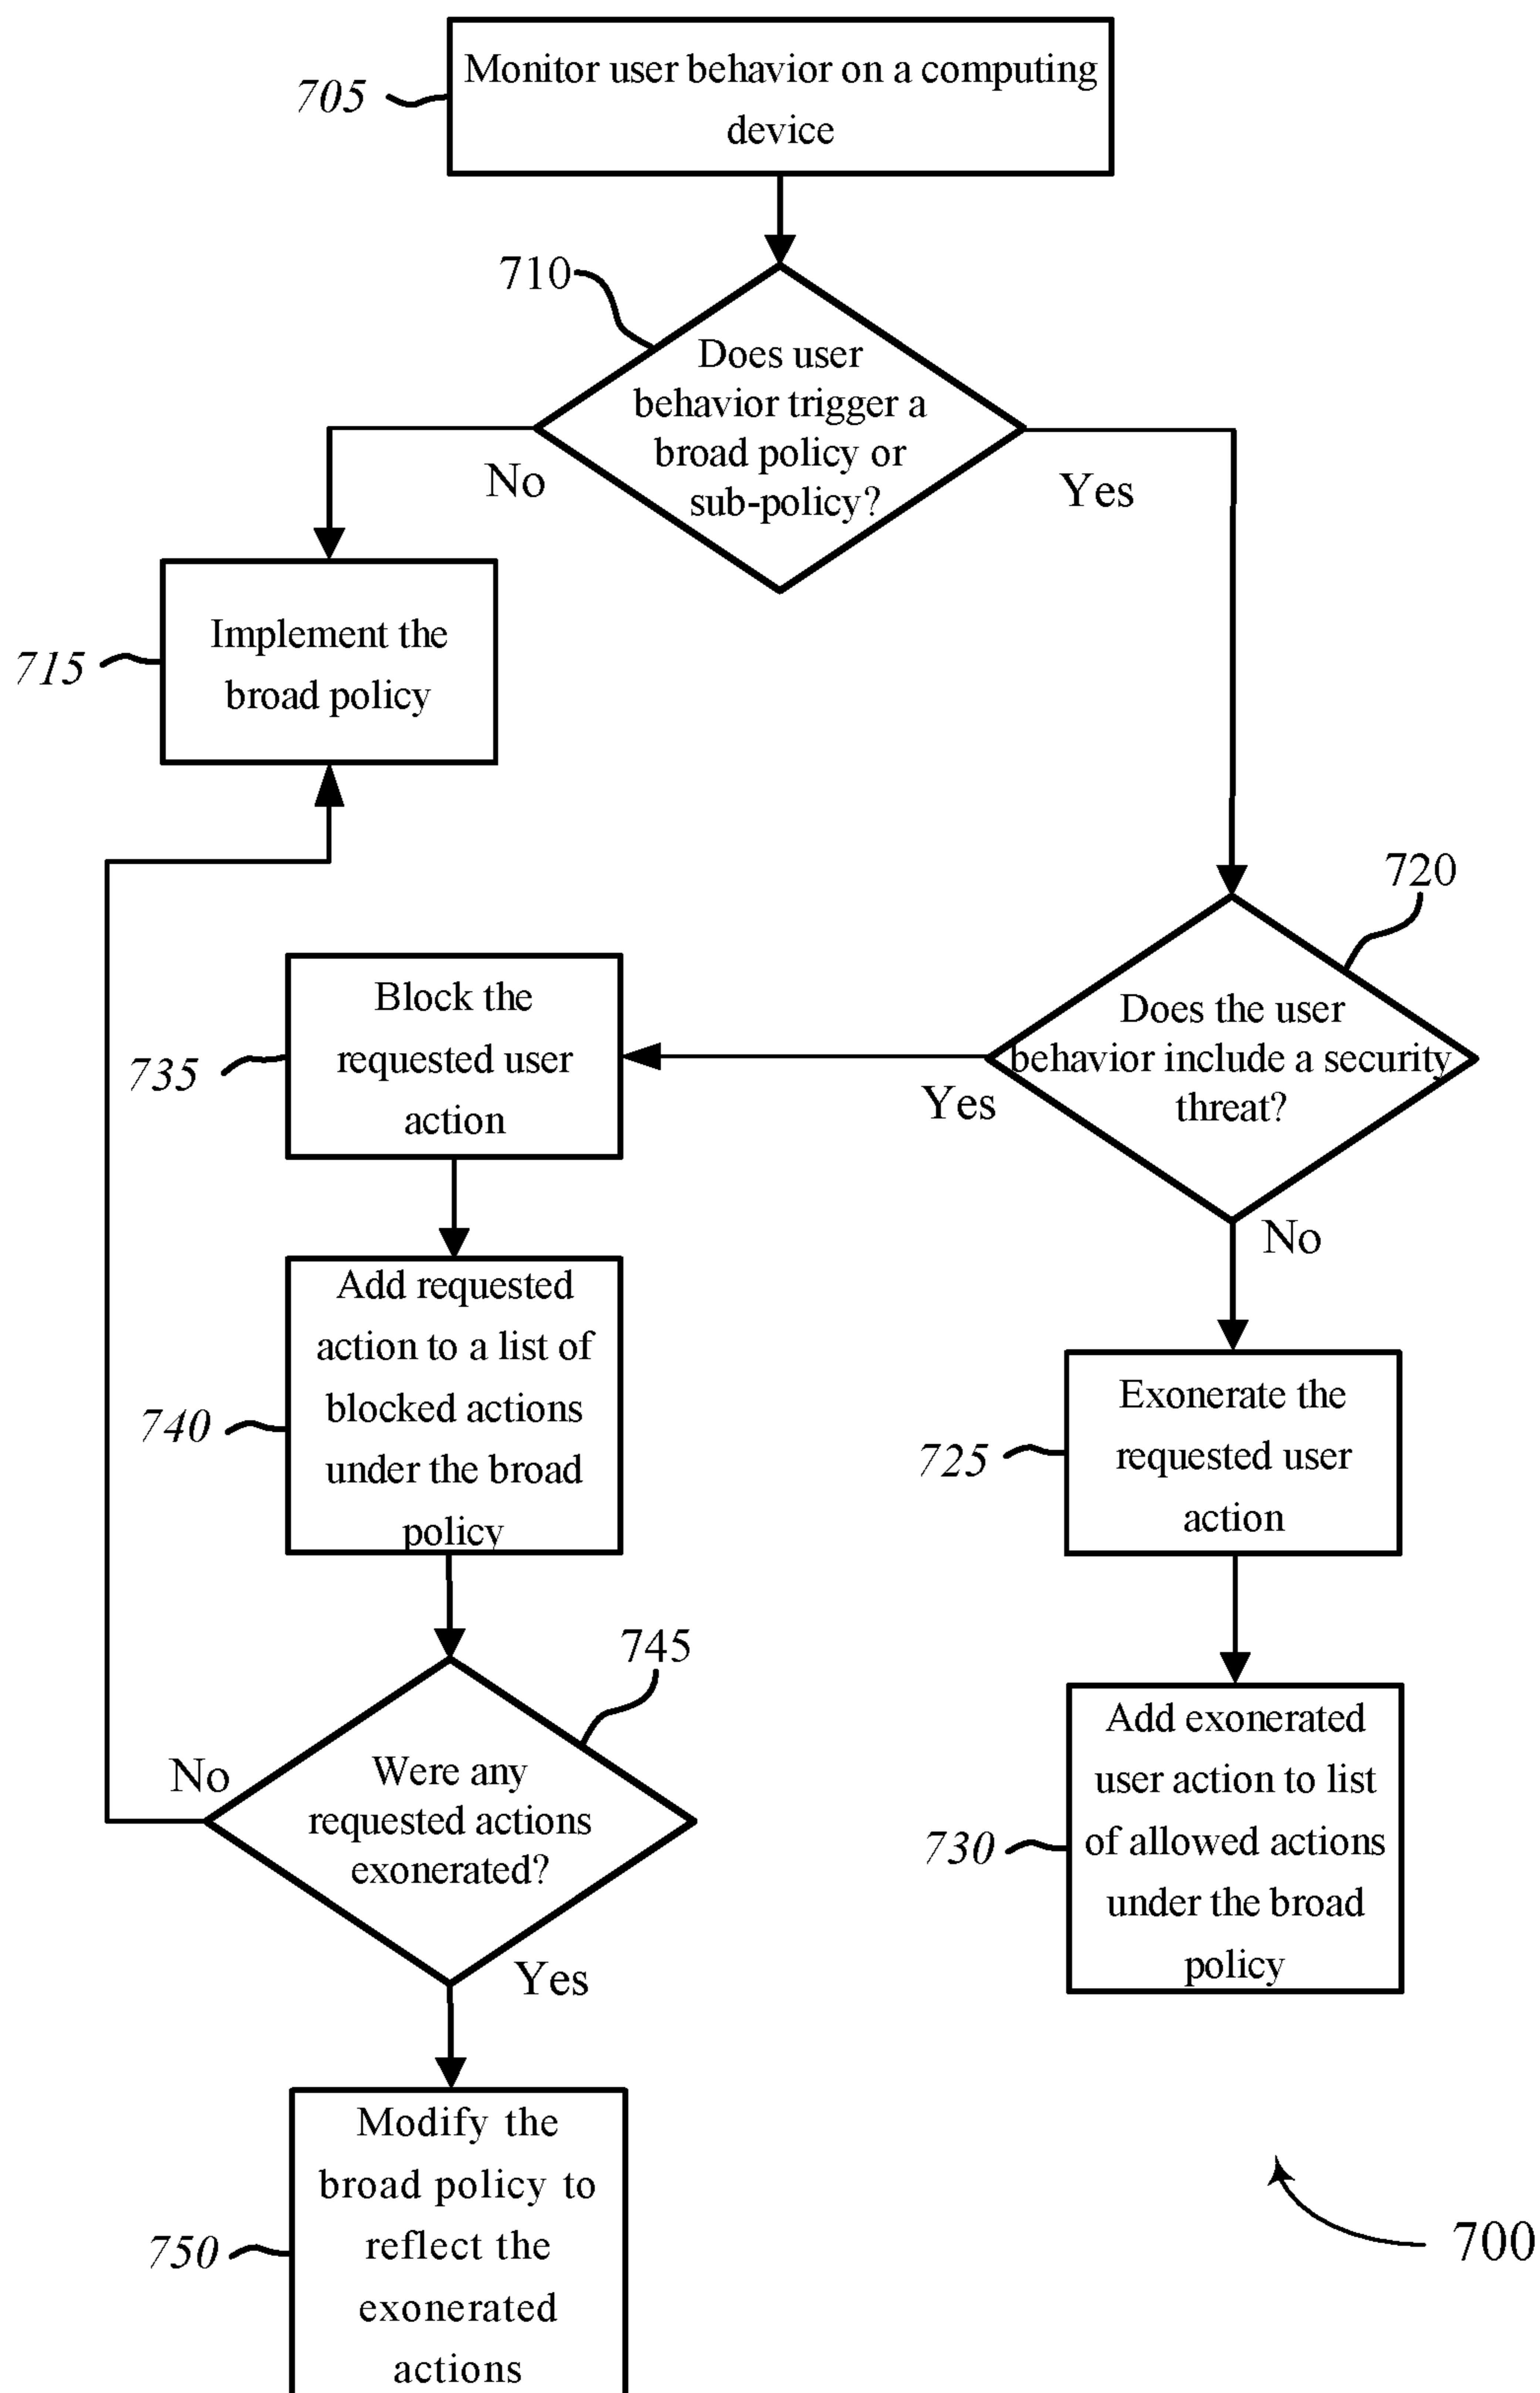 705
Monitor user behavior on a computing
device
710
Does user
behavior trigger a
broad policy or
sub-policy?
No
Yes
715
Implement the
broad policy
720
Does the user
behavior include a security
threat?
Yes
No
735
Block the
requested user
action
740
Add requested
action to a list of
blocked actions
under the broad
policy
725
Exonerate the
requested user
action
730
Add exonerated
user action to list
of allowed actions
under the broad
policy
745
Were any
requested actions
exonerated?
No
Yes
750
Modify the
broad policy to
reflect the
exonerated
actions
700